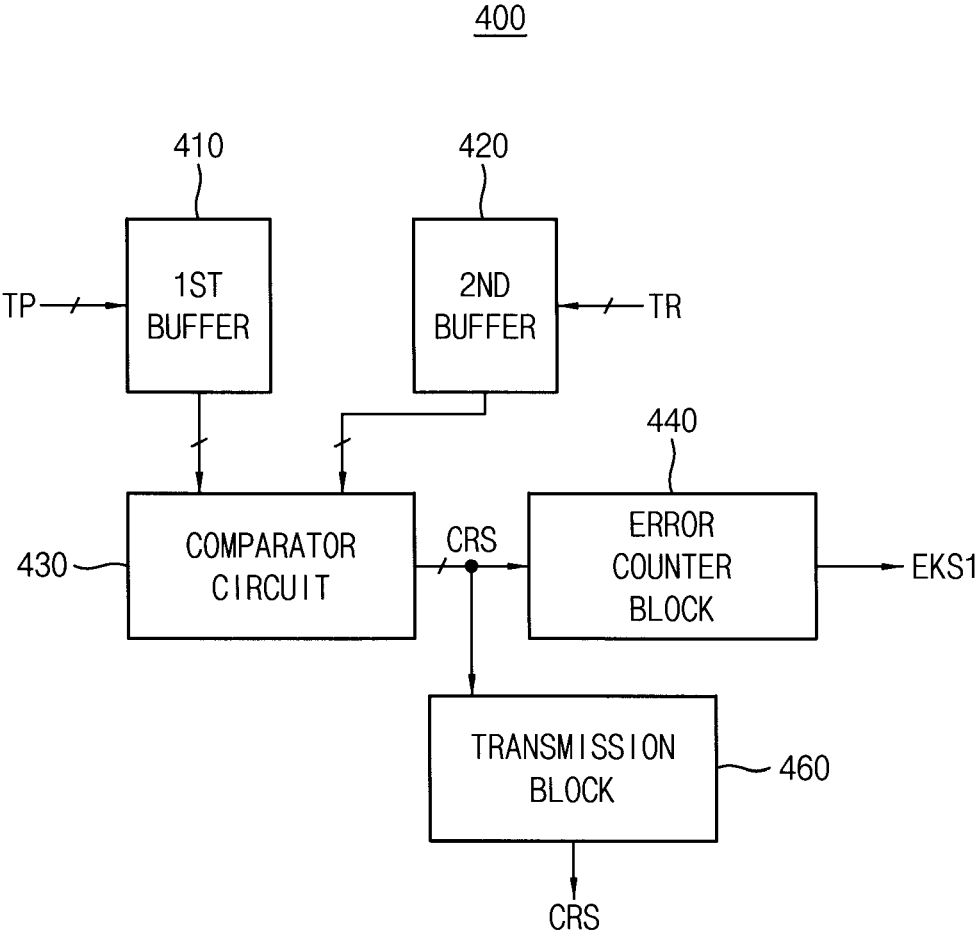 400
410
420
1ST
BUFFER
2ND
BUFFER
TP
TR
440
430
COMPARATOR
CIRCUIT
CRS
ERROR
COUNTER
BLOCK
EKS1
TRANSMISSION
BLOCK
460
CRS